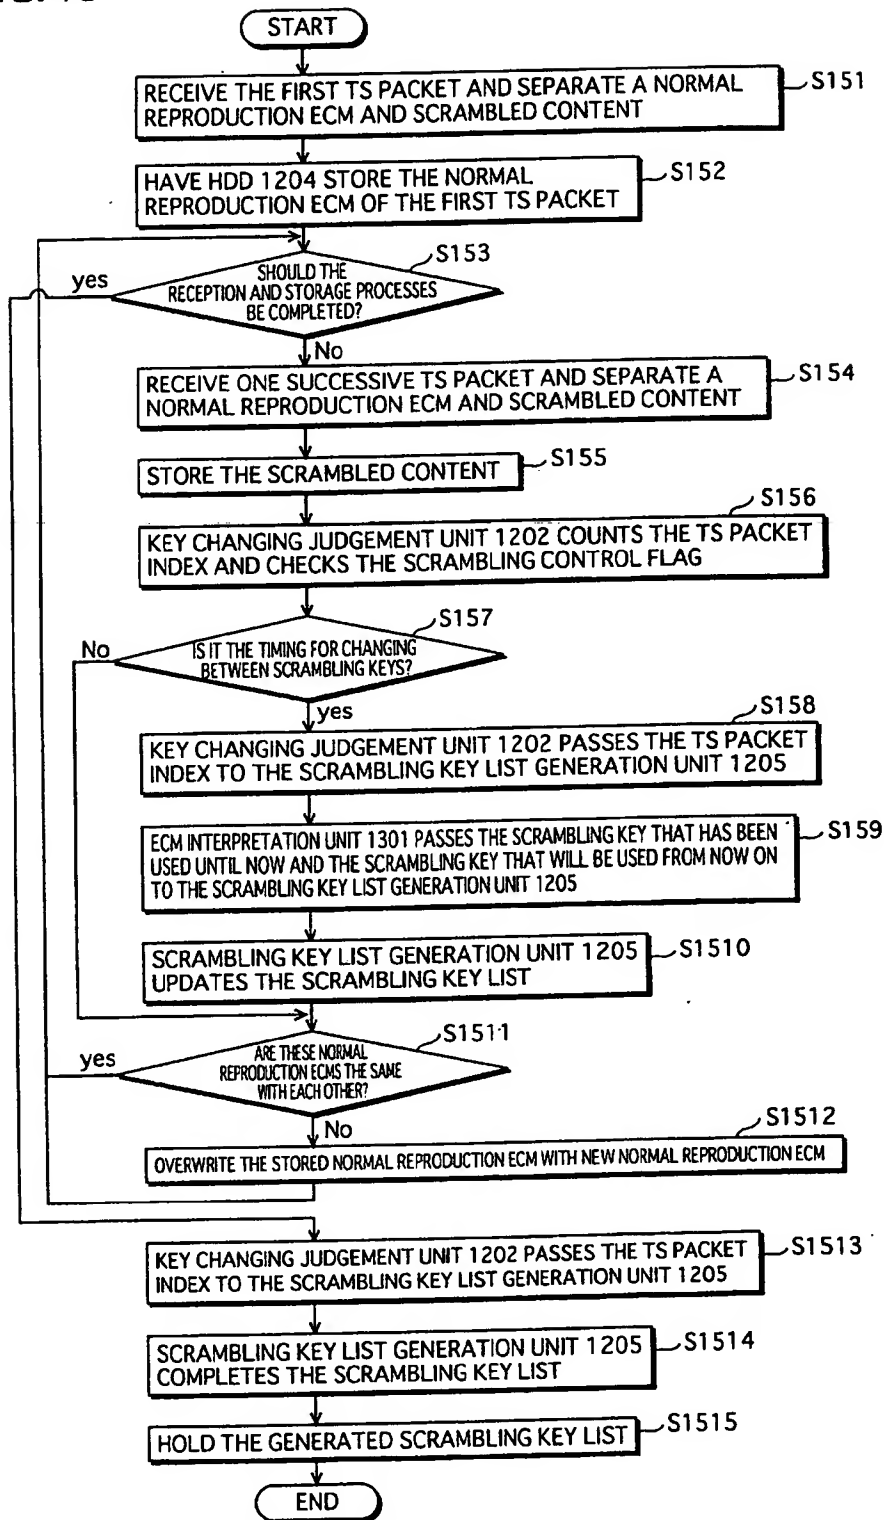 START
RECEIVE THE FIRST TS PACKET AND SEPARATE A NORMAL
REPRODUCTION ECM AND SCRAMBLED CONTENT
S151
HAVE HDD 1204 STORE THE NORMAL
REPRODUCTION ECM OF THE FIRST TS PACKET
S152
S153
yes
SHOULD THE
RECEPTION AND STORAGE PROCESSES
BE COMPLETED?
No
RECEIVE ONE SUCCESSIVE TS PACKET AND SEPARATE A
NORMAL REPRODUCTION ECM AND SCRAMBLED CONTENT
S154
STORE THE SCRAMBLED CONTENT
S155
S156
KEY CHANGING JUDGEMENT UNIT 1202 COUNTS THE TS PACKET
INDEX AND CHECKS THE SCRAMBLING CONTROL FLAG
S157
No
IS IT THE TIMING FOR CHANGING
BETWEEN SCRAMBLING KEYS?
yes
S158
KEY CHANGING JUDGEMENT UNIT 1202 PASSES THE TS PACKET
INDEX TO THE SCRAMBLING KEY LIST GENERATION UNIT 1205
ECM INTERPRETATION UNIT 1301 PASSES THE SCRAMBLING KEY THAT HAS BEEN
USED UNTIL NOW AND THE SCRAMBLING KEY THAT WILL BE USED FROM NOW ON
TO THE SCRAMBLING KEY LIST GENERATION UNIT 1205
S159
SCRAMBLING KEY LIST GENERATION UNIT 1205
UPDATES THE SCRAMBLING KEY LIST
S1510
S1511
yes
ARE THESE NORMAL
REPRODUCTION ECMS THE SAME
WITH EACH OTHER?
No
S1512
OVERWRITE THE STORED NORMAL REPRODUCTION ECM WITH NEW NORMAL REPRODUCTION ECM
KEY CHANGING JUDGEMENT UNIT 1202 PASSES THE TS PACKET
INDEX TO THE SCRAMBLING KEY LIST GENERATION UNIT 1205
S1513
SCRAMBLING KEY LIST GENERATION UNIT 1205
COMPLETES THE SCRAMBLING KEY LIST
S1514
HOLD THE GENERATED SCRAMBLING KEY LIST
S1515
END